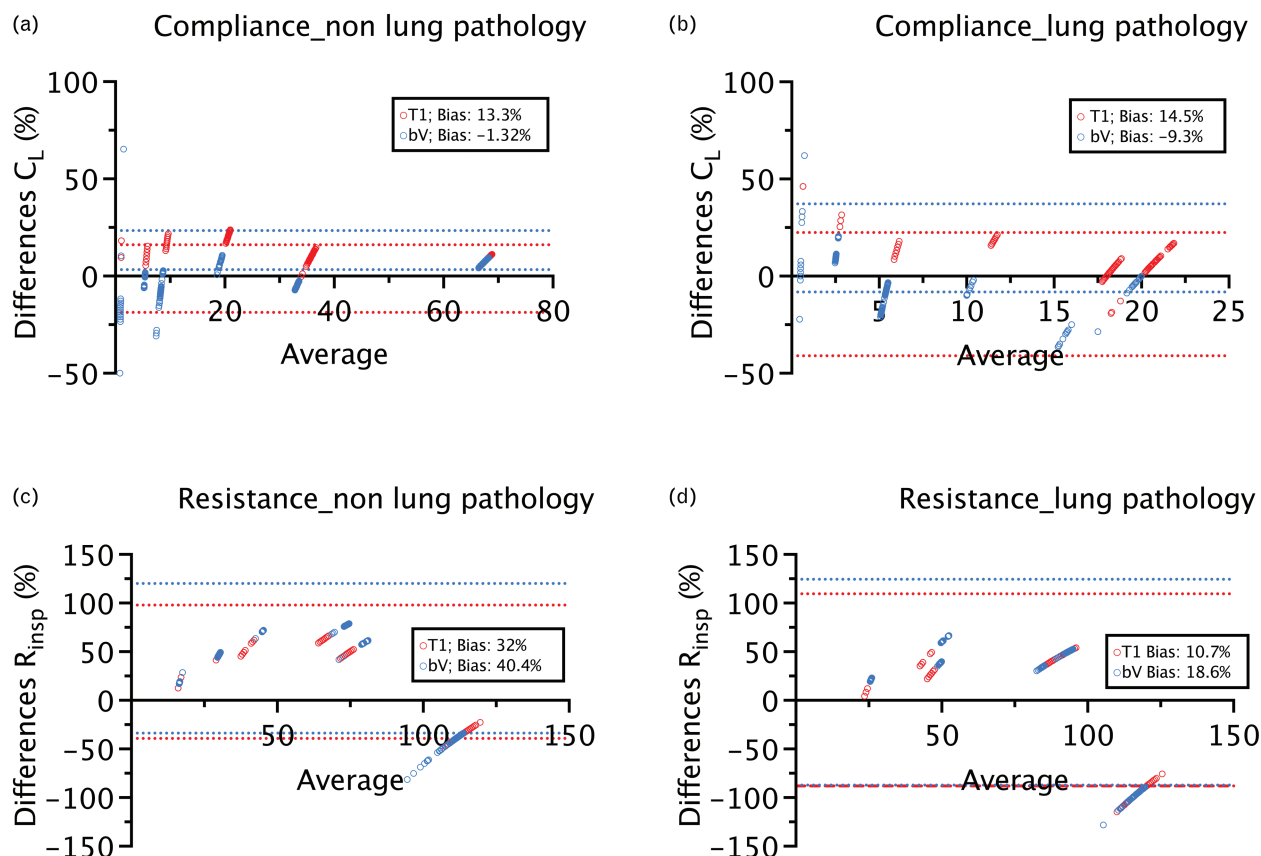 (a)
Compliance_non lung pathology
100
50
0
−50
Differences C_L (%)
T1; Bias: 13.3%
bV; Bias: -1.32%
20
40
60
80
Average
(b)
Compliance_lung pathology
100
50
0
−50
Differences C_L (%)
T1; Bias: 14.5%
bV; Bias: -9.3%
5
10
15
20
25
Average
(c)
Resistance_non lung pathology
150
100
50
0
−50
−100
−150
Differences R_insp (%)
T1; Bias: 32%
bV; Bias: 40.4%
50
100
150
Average
(d)
Resistance_lung pathology
150
100
50
0
−50
−100
−150
Differences R_insp (%)
T1 Bias: 10.7%
bV Bias: 18.6%
50
100
150
Average